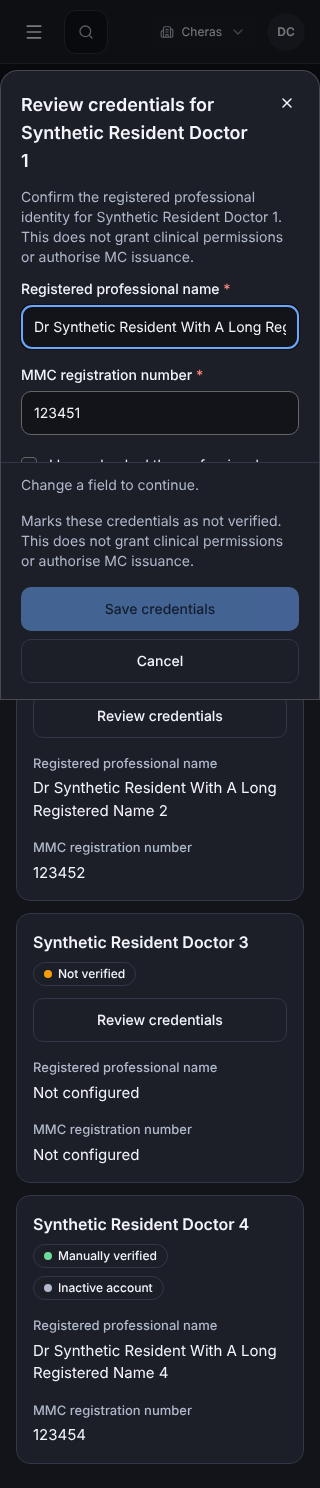 Cheras
DC
Review credentials for
Synthetic Resident Doctor
1
Confirm the registered professional
identity for Synthetic Resident Doctor 1.
This does not grant clinical permissions
or authorise MC issuance.
Registered professional name *
Dr Synthetic Resident With A Long Reg
MMC registration number *
123451
Change a field to continue.
Marks these credentials as not verified.
This does not grant clinical permissions
or authorise MC issuance.
Save credentials
Cancel
Review credentials
Registered professional name
Dr Synthetic Resident With A Long
Registered Name 2
MMC registration number
123452
Synthetic Resident Doctor 3
Not verified
Review credentials
Registered professional name
Not configured
MMC registration number
Not configured
Synthetic Resident Doctor 4
Manually verified
Inactive account
Registered professional name
Dr Synthetic Resident With A Long
Registered Name 4
MMC registration number
123454